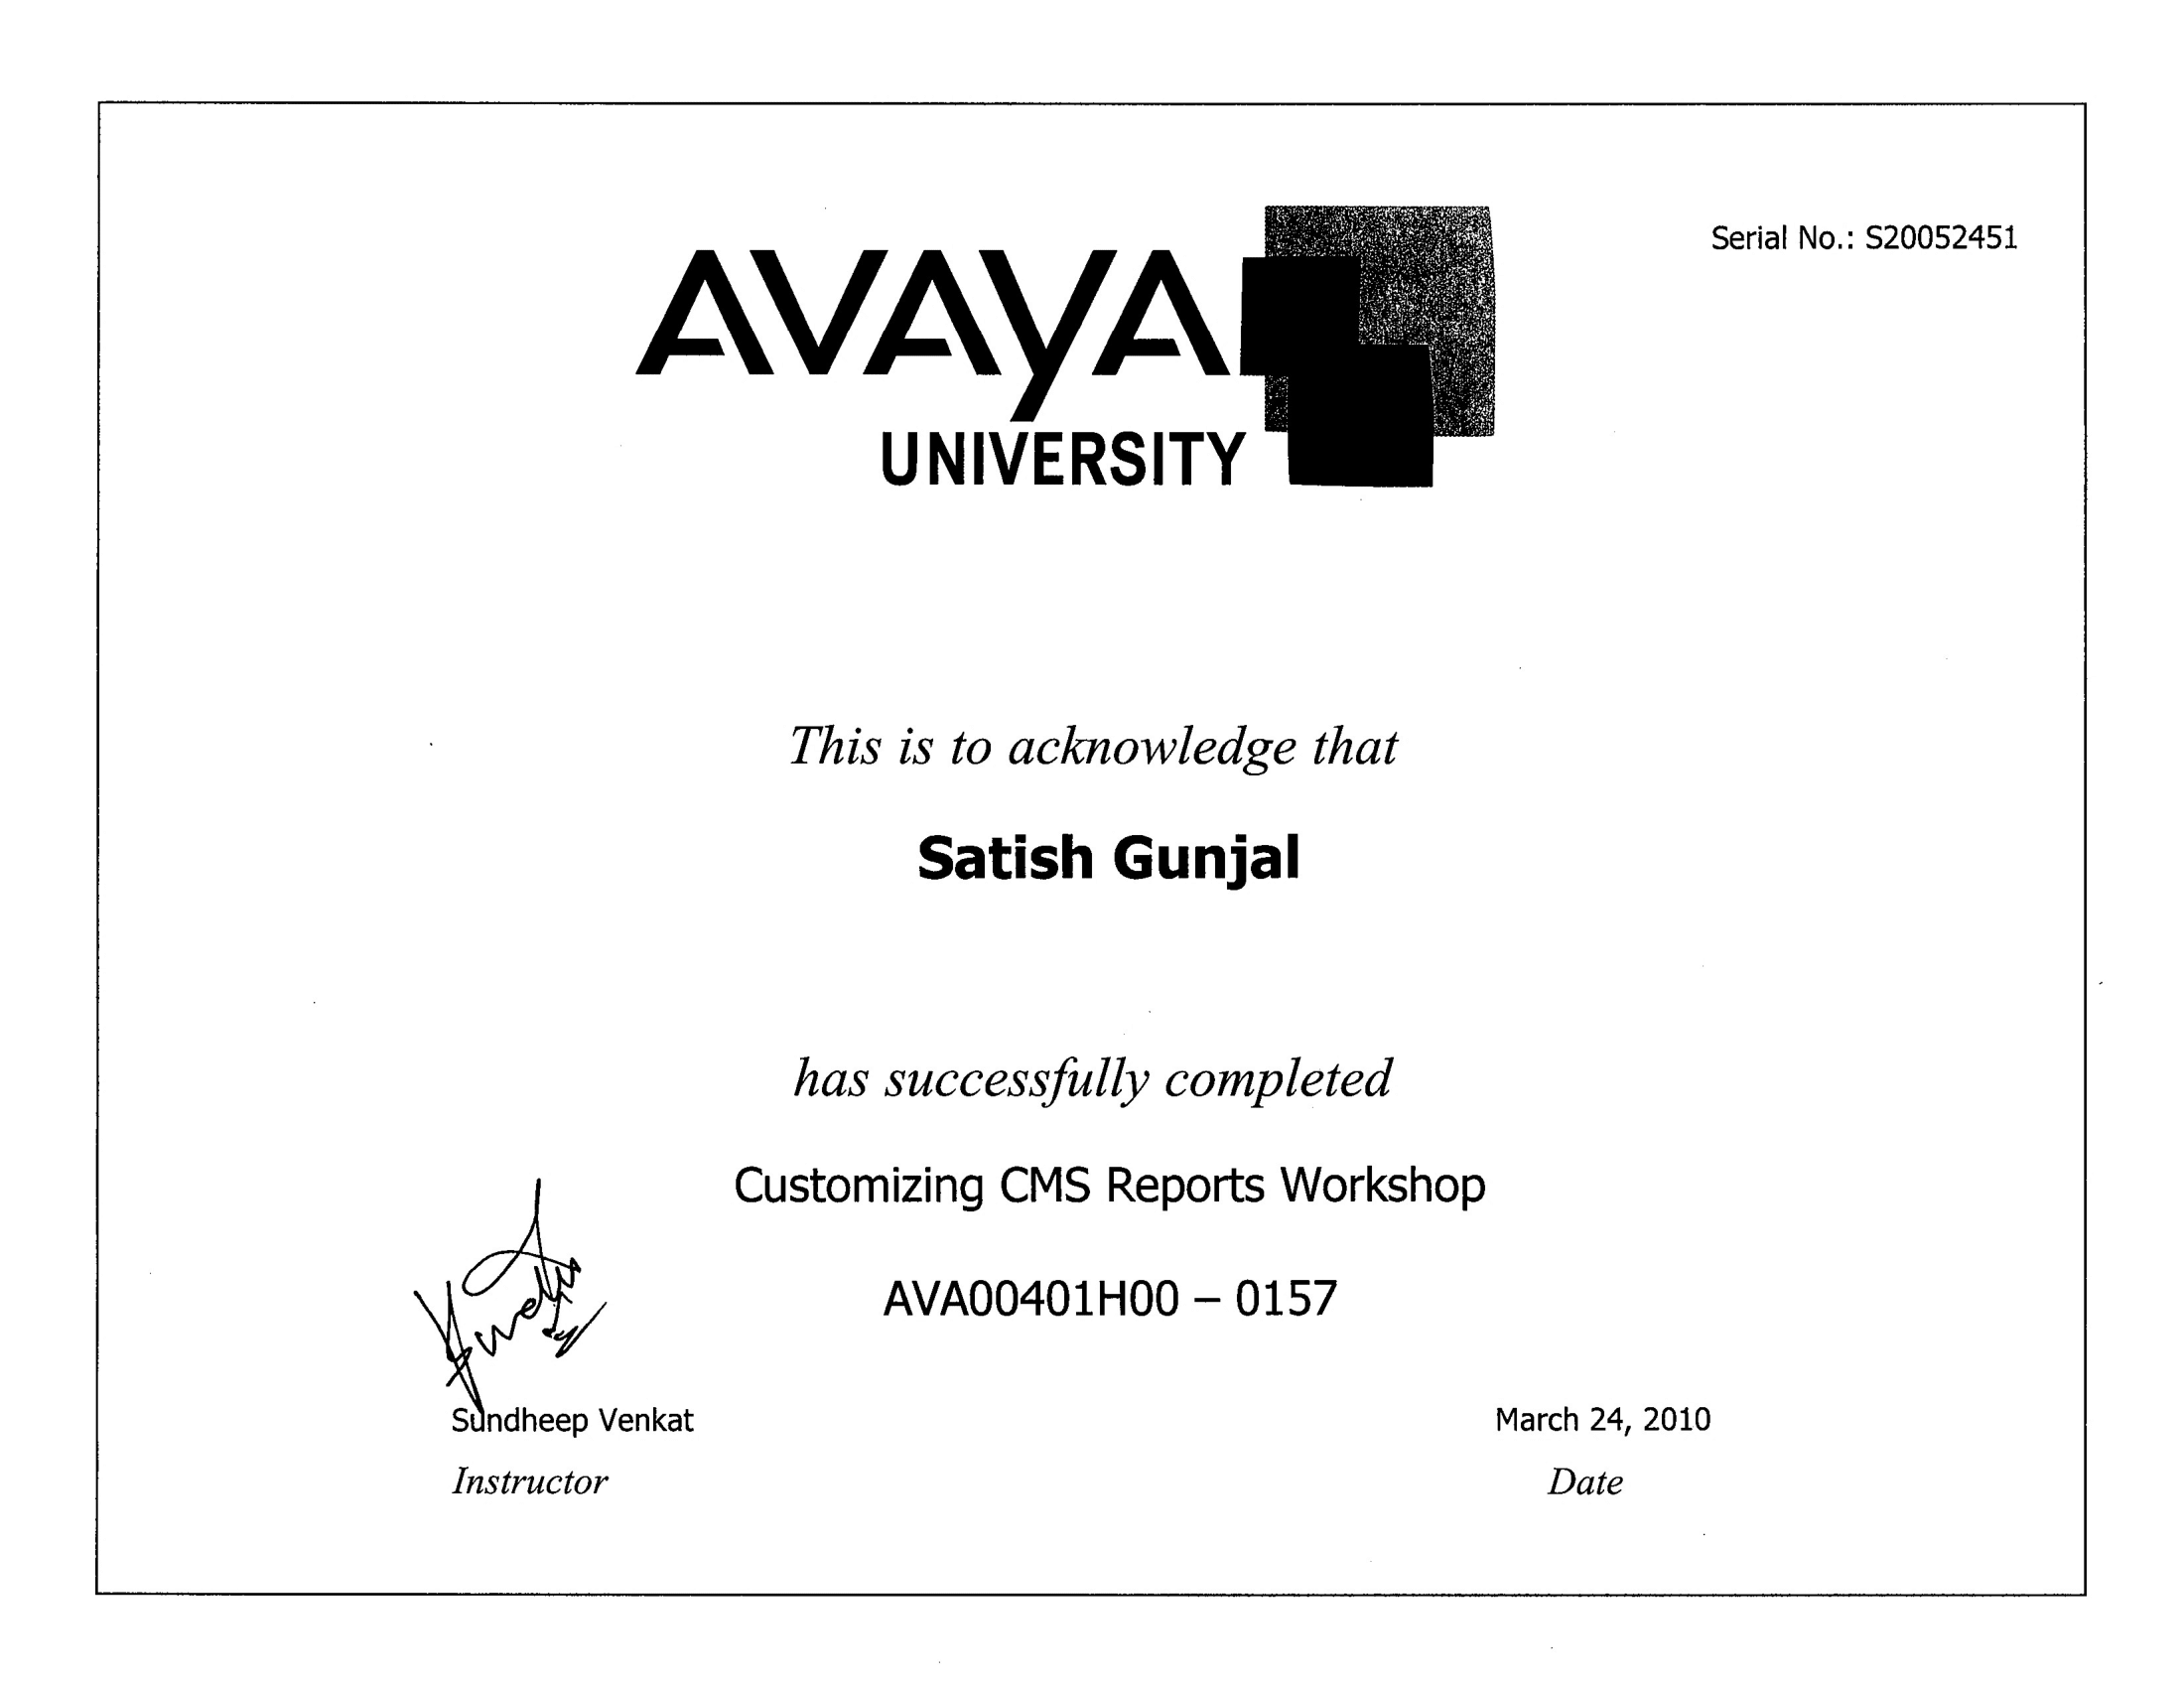 Serial No.: S20052451
AVAYA
UNIVERSITY
This is to acknowledge that
Satish Gunjal
has successfully completed
Customizing CMS Reports Workshop
AVA00401H00 – 0157
Sundheep Venkat
March 24, 2010
Instructor
Date